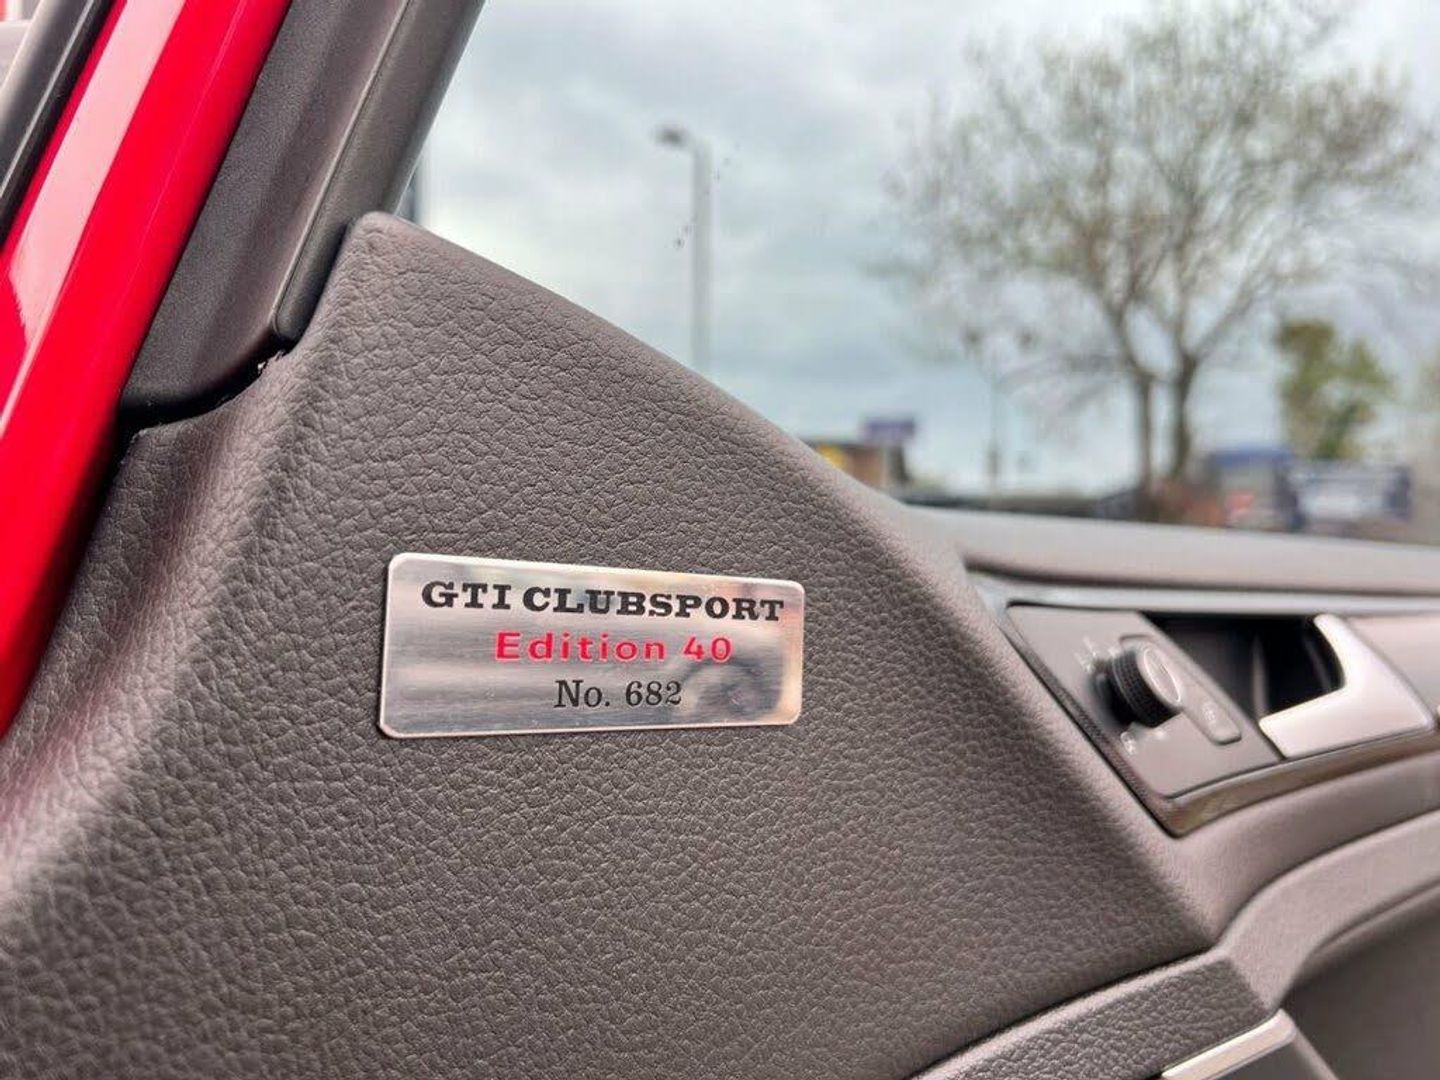 GTI CLUBSPORT
Edition 40
No. 682